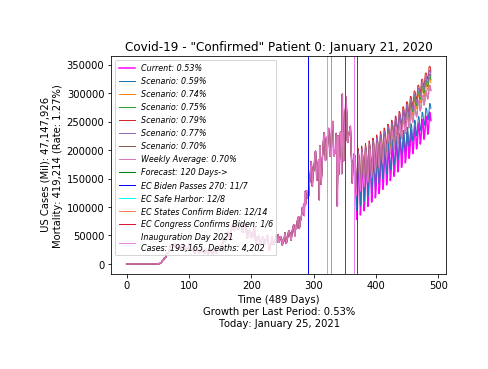 Covid-19 - "Confirmed" Patient 0: January 21, 2020
US Cases (Mil): 47,147,926
Mortality: 419,214 (Rate: 1.27%)
350000
300000
250000
200000
150000
100000
50000
0
Current: 0.53%
Scenario: 0.59%
Scenario: 0.74%
Scenario: 0.75%
Scenario: 0.79%
Scenario: 0.77%
Scenario: 0.70%
Weekly Average: 0.70%
Forecast: 120 Days->
EC Biden Passes 270: 11/7
EC Safe Harbor: 12/8
EC States Confirm Biden: 12/14
EC Congress Confirms Biden: 1/6
Inauguration Day 2021
Cases: 193,165, Deaths: 4,202
0 100 200 300 400 500
Time (489 Days)
Growth per Last Period: 0.53%
Today: January 25, 2021